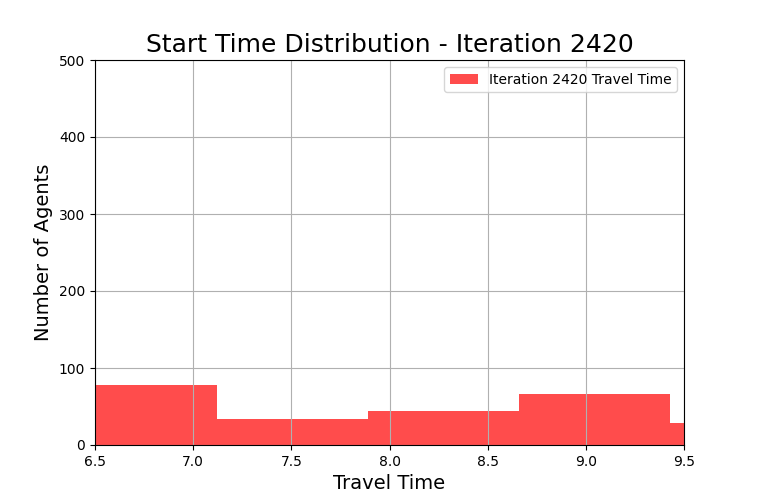 Start Time Distribution - Iteration 2420
Iteration 2420 Travel Time
Number of Agents
500
400
300
200
100
0
6.5 7.0 7.5 8.0 8.5 9.0 9.5
Travel Time